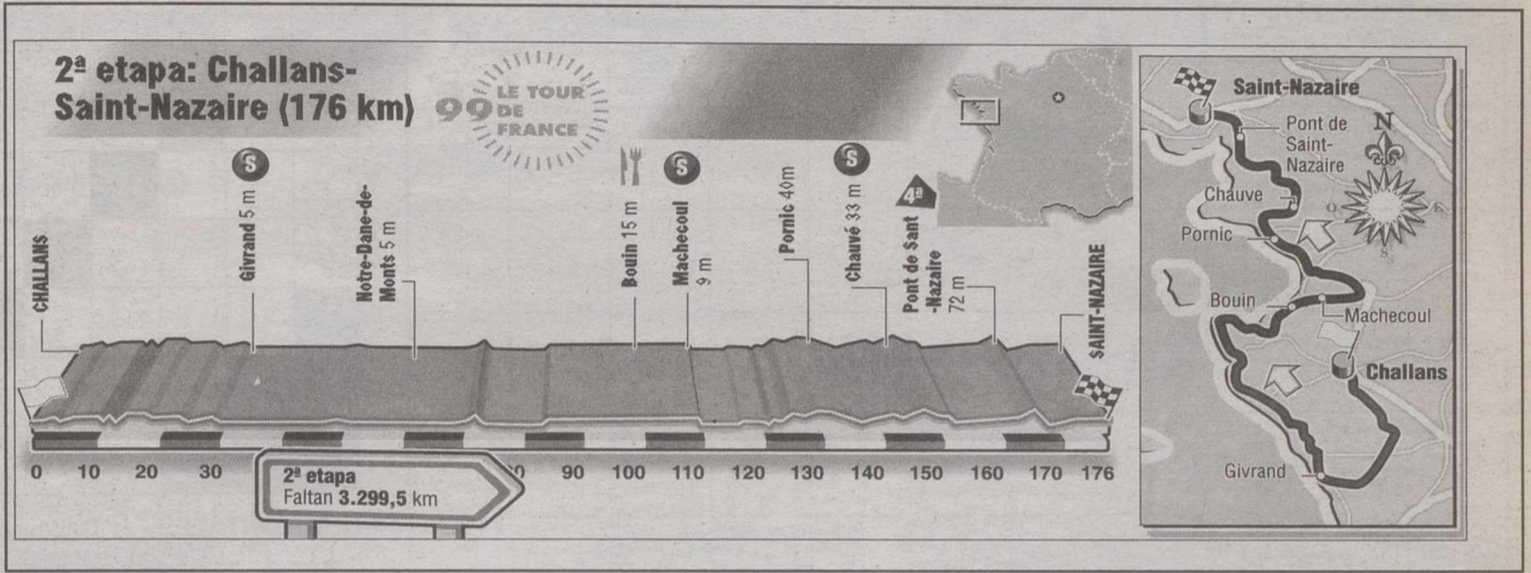 2ª etapa: Challans-
Saint-Nazaire (176 km)
99 LE TOUR
DE
FRANCE
CHALLANS
S
Givrand 5 m
Notre-Dane-de-
Monts 5 m
Bouin 15 m
S
Machecoul
9 m
Pornic 40m
S
Chauvé 33 m
4ª
Pont de Sant
-Nazaire
72 m
SAINT-NAZAIRE
0 10 20 30 90 100 110 120 130 140 150 160 170 176
2ª etapa
Faltan 3.299,5 km
Saint-Nazaire
Pont de
Saint-
Nazaire
N
Chauve
O
E
S
Pornic
Bouin
Machecoul
Challans
Givrand